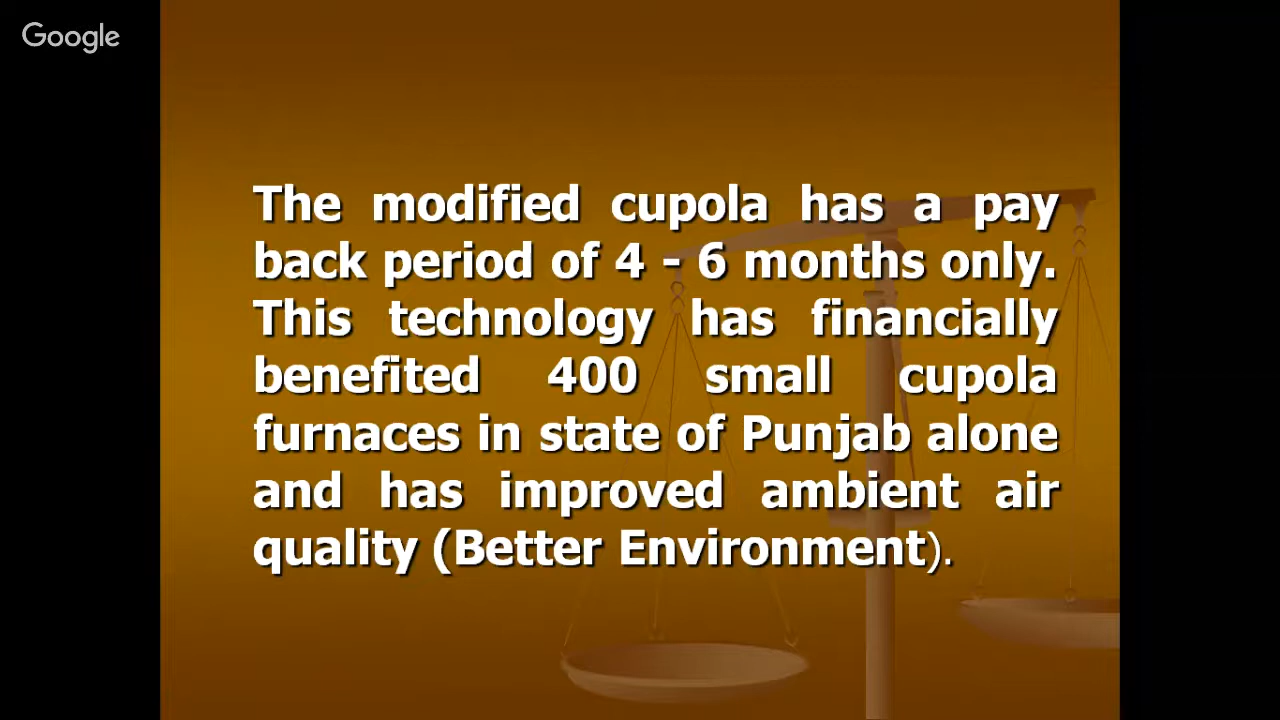 Google
The modified cupola has a pay
back period of 4 - 6 months only.
This technology has financially
benefited 400 small cupola
furnaces in state of Punjab alone
and has improved ambient air
quality (Better Environment).